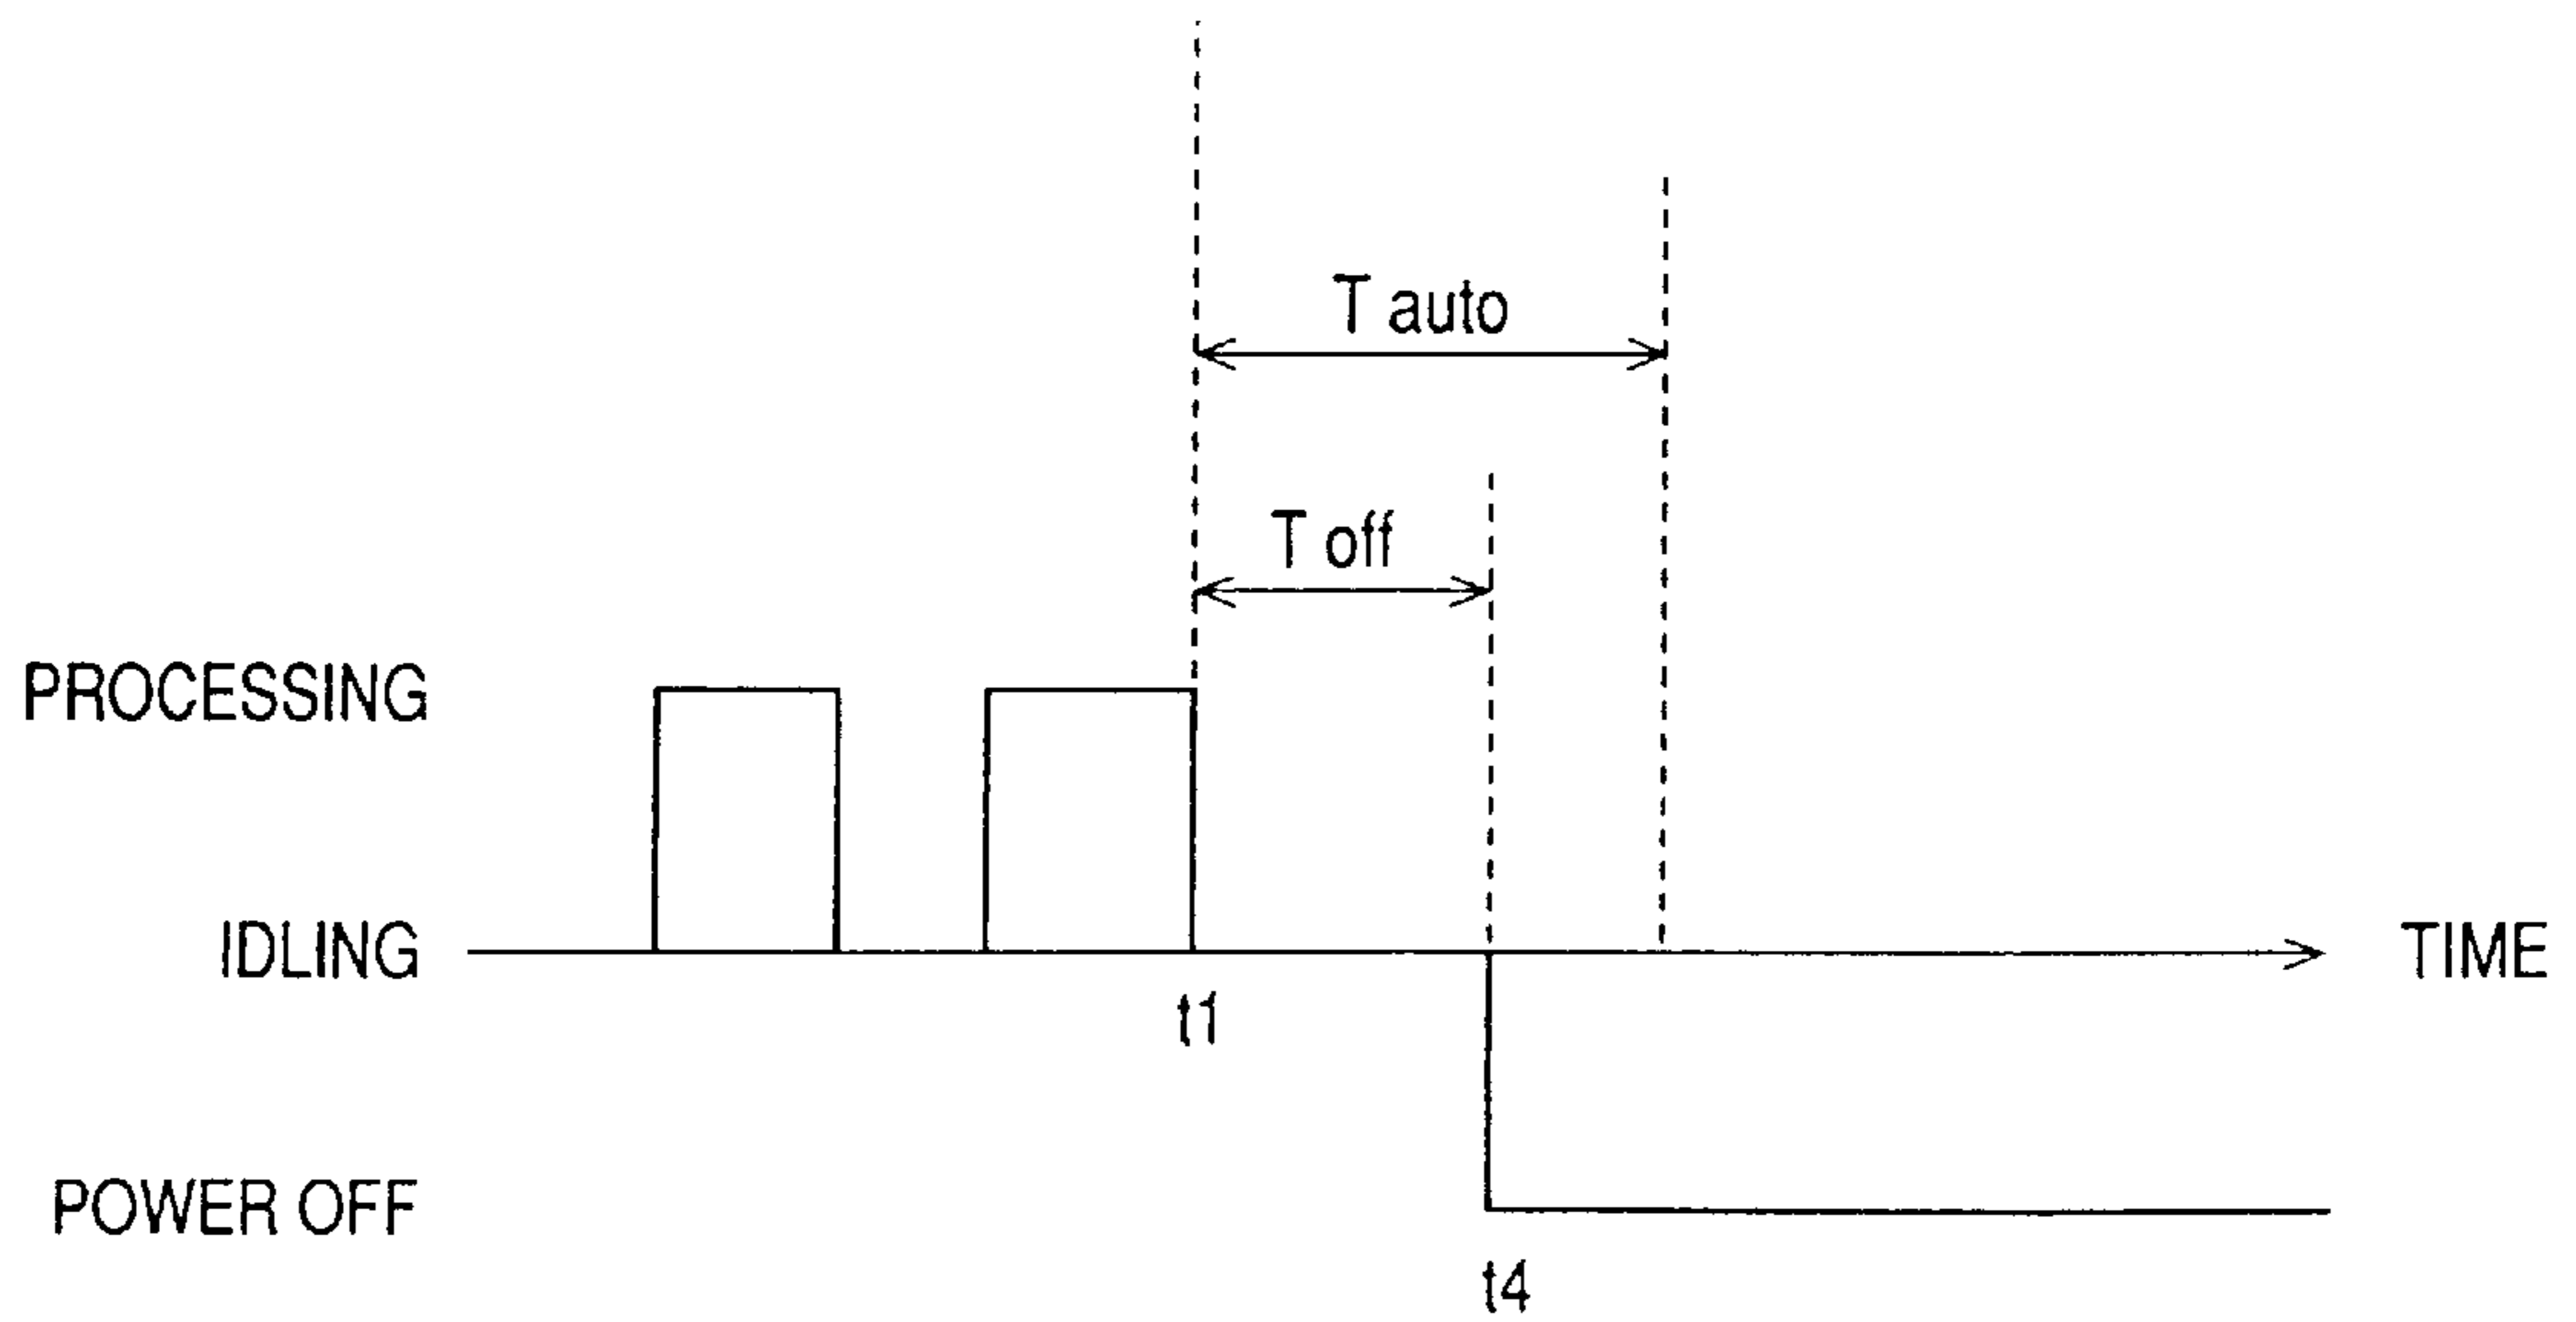 T auto
T off
PROCESSING
IDLING
TIME
t1
POWER OFF
t4